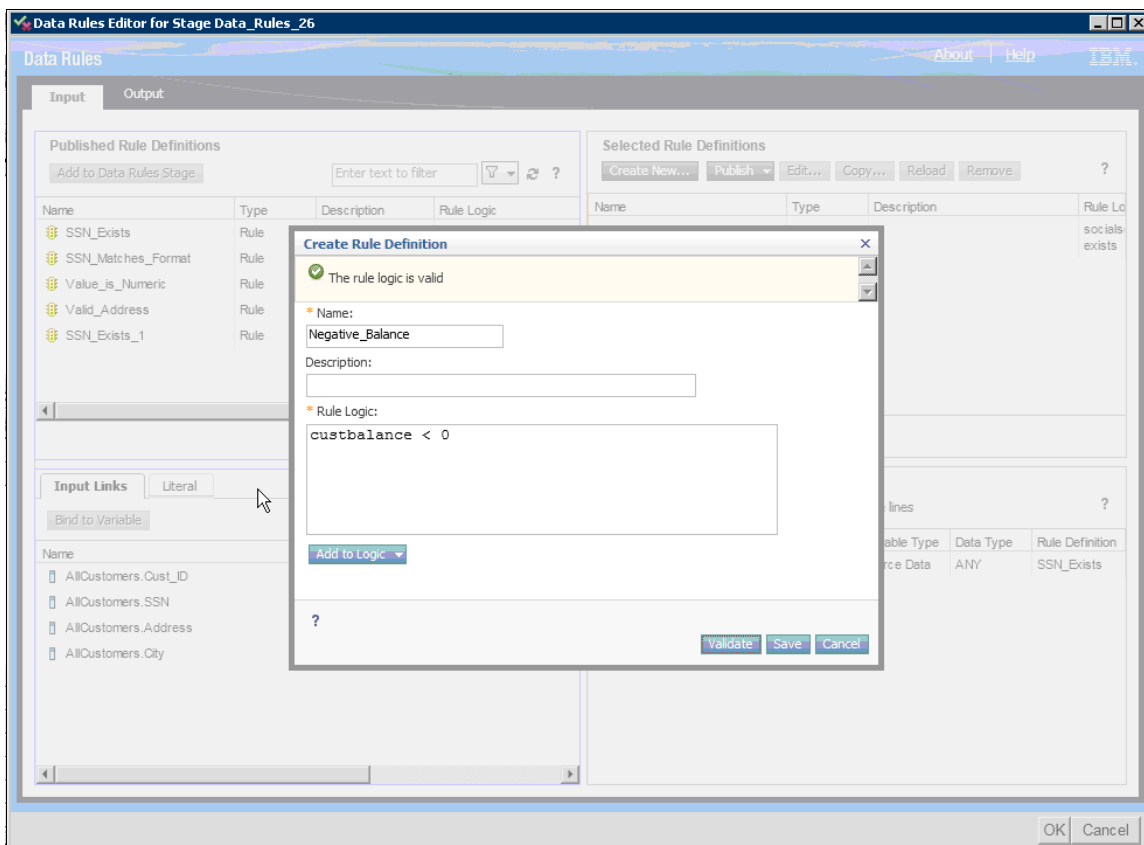 Data Rules Editor for Stage Data_Rules_26
Data Rules
About Help IBM.
Input Output
Published Rule Definitions
Add to Data Rules Stage Enter text to filter ?
Name Type Description Rule Logic
SSN_Exists Rule
SSN_Matches_Format Rule
Value_is_Numeric Rule
Valid_Address Rule
SSN_Exists_1 Rule
Selected Rule Definitions
Create New... Publish Edit... Copy... Reload Remove ?
Name Type Description Rule Lo
socials
exists
Create Rule Definition X
The rule logic is valid
* Name:
Negative_Balance
Description:
* Rule Logic:
custbalance < 0
Add to Logic
?
Validate Save Cancel
Input Links Literal
Bind to Variable
Name
AllCustomers.Cust_ID
AllCustomers.SSN
AllCustomers.Address
AllCustomers.City
lines ?
able Type Data Type Rule Definition
rce Data ANY SSN_Exists
OK Cancel